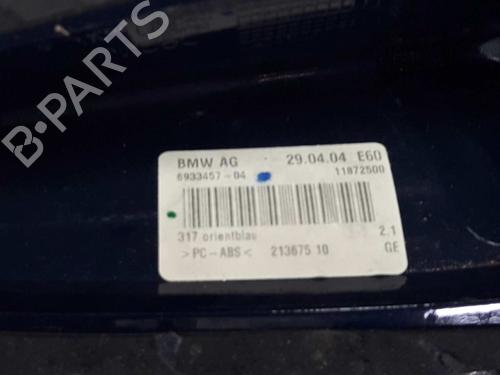 BMW AG 29.04.04 E60
6933457-04 11872500
317 orientblau 2.1
>PC-ABS< 213675 10 GE
B-PARTS